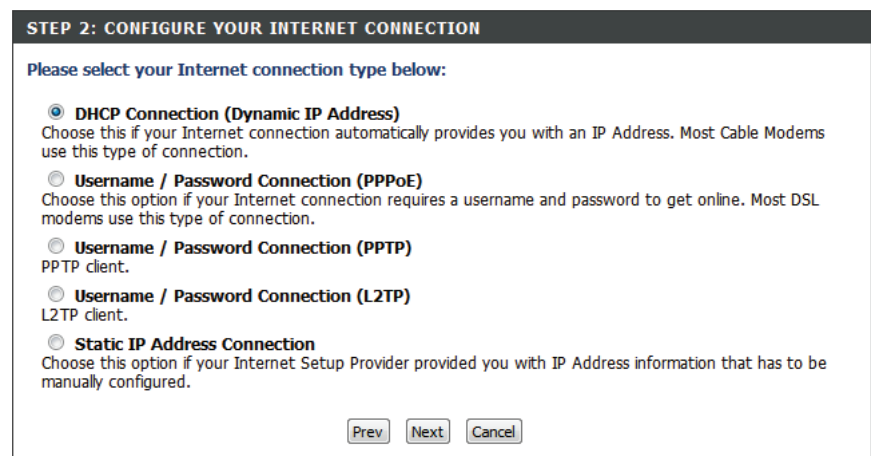 STEP 2: CONFIGURE YOUR INTERNET CONNECTION
Please select your Internet connection type below:
DHCP Connection (Dynamic IP Address)
Choose this if your Internet connection automatically provides you with an IP Address. Most Cable Modems
use this type of connection.
Username / Password Connection (PPPoE)
Choose this option if your Internet connection requires a username and password to get online. Most DSL
modems use this type of connection.
Username / Password Connection (PPTP)
PPTP client.
Username / Password Connection (L2TP)
L2TP client.
Static IP Address Connection
Choose this option if your Internet Setup Provider provided you with IP Address information that has to be
manually configured.
Prev Next Cancel